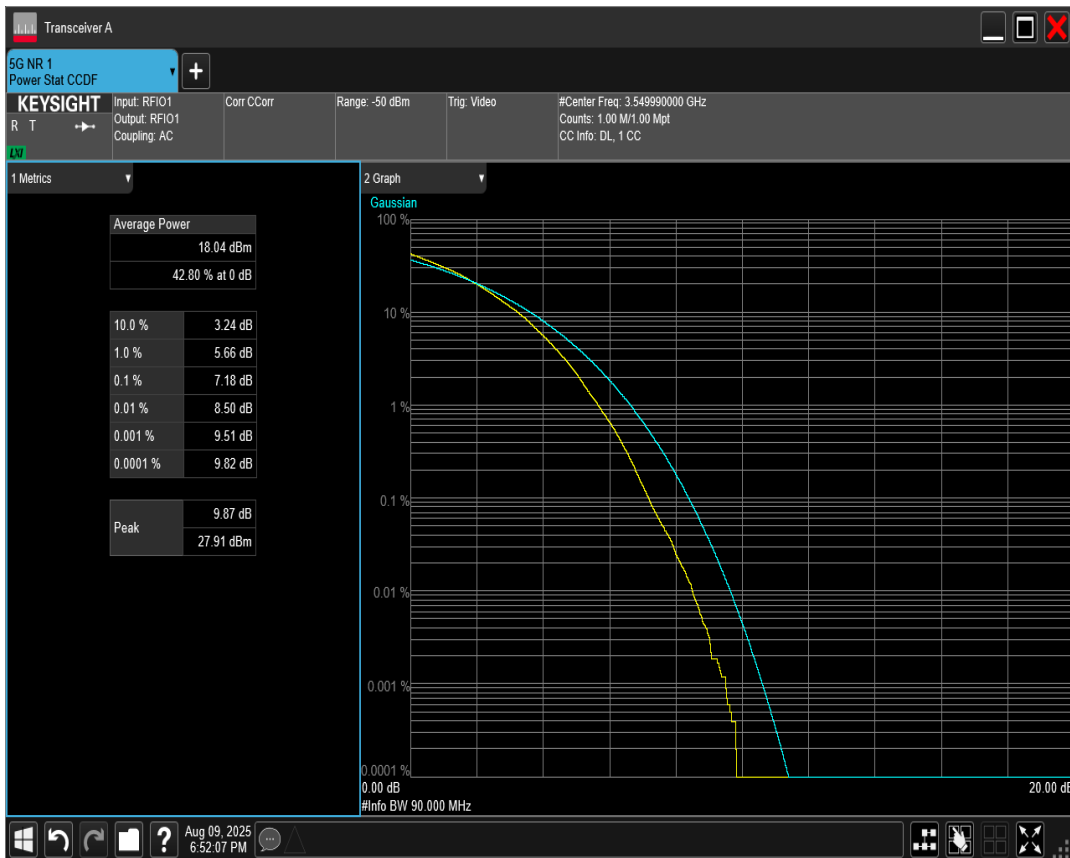 Transceiver A
5G NR 1
Power Stat CCDF
+
KEYSIGHT
R T
LXI
Input: RFIO1
Output: RFIO1
Coupling: AC
Corr CCorr
Range: -50 dBm
Trig: Video
#Center Freq: 3.549990000 GHz
Counts: 1.00 M/1.00 Mpt
CC Info: DL, 1 CC
1 Metrics
Average Power
18.04 dBm
42.80 % at 0 dB
10.0 % 3.24 dB
1.0 % 5.66 dB
0.1 % 7.18 dB
0.01 % 8.50 dB
0.001 % 9.51 dB
0.0001 % 9.82 dB
Peak
9.87 dB
27.91 dBm
2 Graph
Gaussian
100 %
10 %
1 %
0.1 %
0.01 %
0.001 %
0.0001 %
0.00 dB 20.00 dB
#Info BW 90.000 MHz
?
Aug 09, 2025
6:52:07 PM